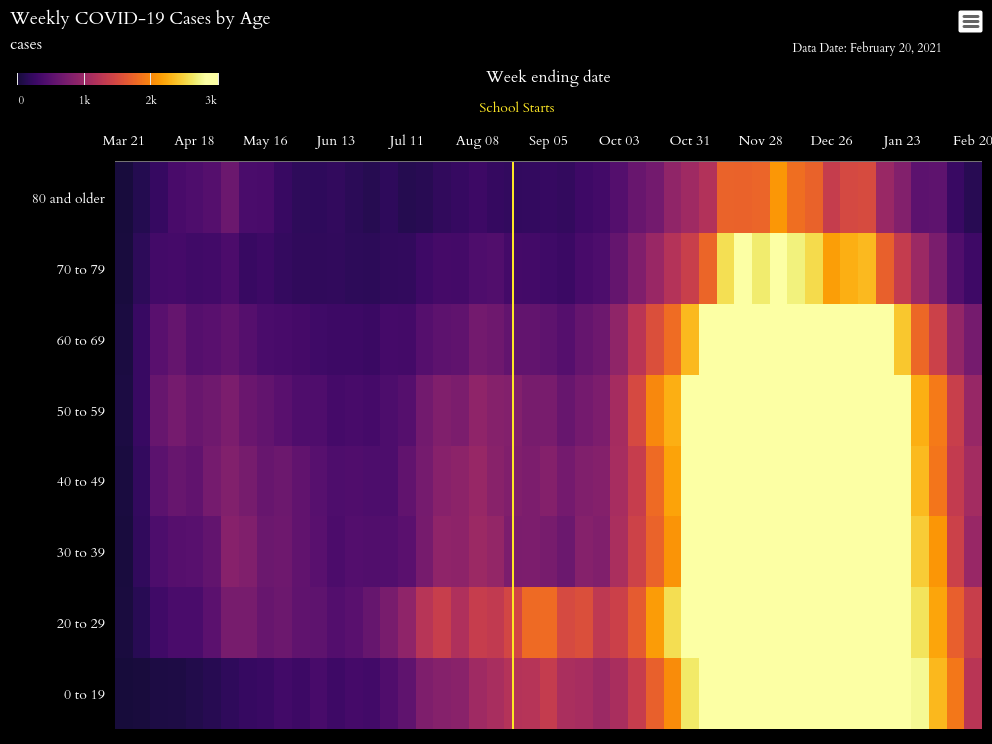 Weekly COVID-19 Cases by Age
cases
Data Date: February 20, 2021
0 1k 2k 3k
Week ending date
School Starts
Mar 21 Apr 18 May 16 Jun 13 Jul 11 Aug 08 Sep 05 Oct 03 Oct 31 Nov 28 Dec 26 Jan 23 Feb 20
80 and older
70 to 79
60 to 69
50 to 59
40 to 49
30 to 39
20 to 29
0 to 19